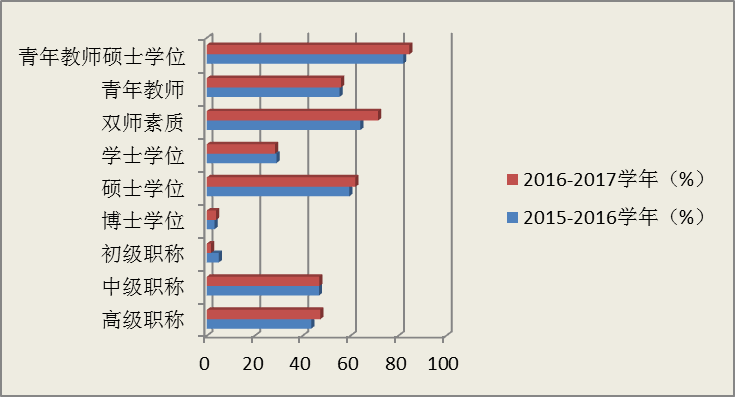 青年教师硕士学位
青年教师
双师素质
学士学位
硕士学位
博士学位
初级职称
中级职称
高级职称
0 20 40 60 80 100
2016-2017学年（%）
2015-2016学年（%）